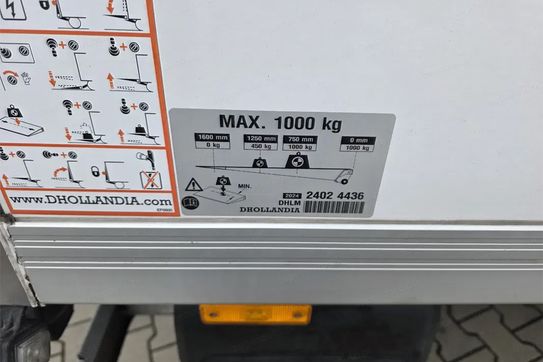 MAX. 1000 kg
1600 mm 1250 mm 750 mm 0 mm
0 kg 450 kg 1000 kg 1000 kg
MIN.
2024 2402 4436
DHLM
DHOLLANDIA
www.DHOLLANDIA.com